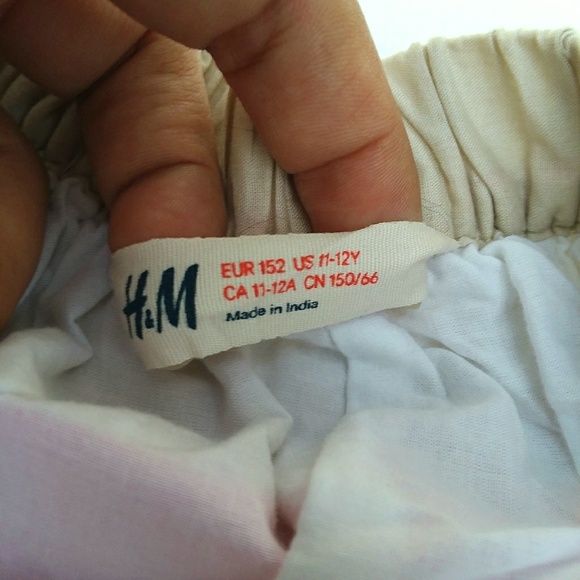 H&M
EUR 152 US 11-12Y
CA 11-12A CN 150/66
Made in India